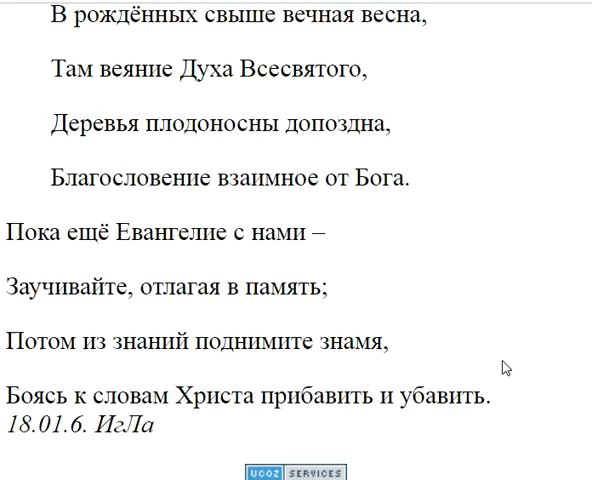 В рождённых свыше вечная весна,
Там веяние Духа Всесвятого,
Деревья плодоносны допоздна,
Благословение взаимное от Бога.
Пока ещё Евангелие с нами –
Заучивайте, отлагая в память;
Потом из знаний поднимите знамя,
Боясь к словам Христа прибавить и убавить.
18.01.6. ИгЛа
UCOZ SERVICES